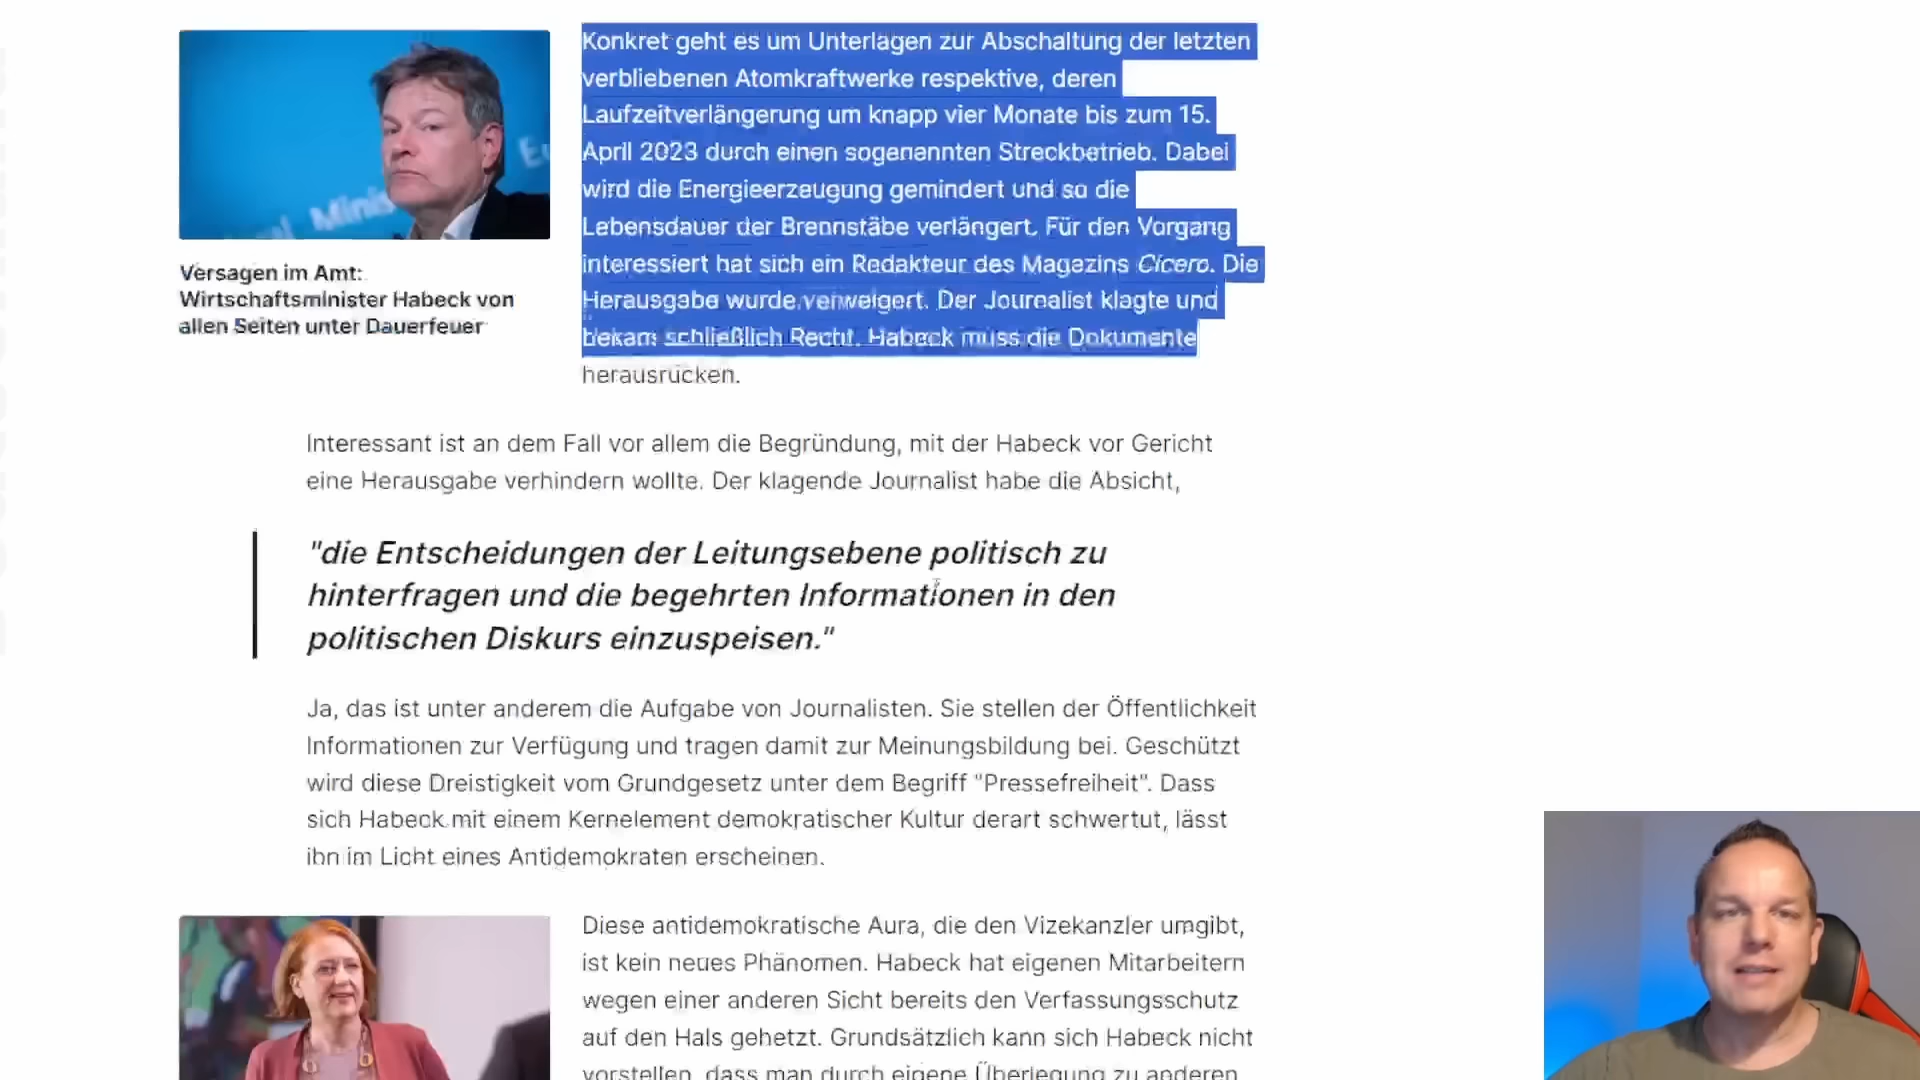 Konkret geht es um Unterlagen zur Abschaltung der letzten
verbliebenen Atomkraftwerke respektive, deren
Laufzeitverlängerung um knapp vier Monate bis zum 15.
April 2023 durch einen sogenannten Streckbetrieb. Dabei
wird die Energieerzeugung gemindert und so die
Lebensdauer der Brennstäbe verlängert. Für den Vorgang
interessiert hat sich ein Redakteur des Magazins Cicero. Die
Herausgabe wurde verweigert. Der Journalist klagte und
bekam schließlich Recht. Habeck muss die Dokumente
herausrücken.
Versagen im Amt:
Wirtschaftsminister Habeck von
allen Seiten unter Dauerfeuer
Interessant ist an dem Fall vor allem die Begründung, mit der Habeck vor Gericht
eine Herausgabe verhindern wollte. Der klagende Journalist habe die Absicht,
"die Entscheidungen der Leitungsebene politisch zu
hinterfragen und die begehrten Informationen in den
politischen Diskurs einzuspeisen."
Ja, das ist unter anderem die Aufgabe von Journalisten. Sie stellen der Öffentlichkeit
Informationen zur Verfügung und tragen damit zur Meinungsbildung bei. Geschützt
wird diese Dreistigkeit vom Grundgesetz unter dem Begriff "Pressefreiheit". Dass
sich Habeck mit einem Kernelement demokratischer Kultur derart schwertut, lässt
ihn im Licht eines Antidemokraten erscheinen.
Diese antidemokratische Aura, die den Vizekanzler umgibt,
ist kein neues Phänomen. Habeck hat eigenen Mitarbeitern
wegen einer anderen Sicht bereits den Verfassungsschutz
auf den Hals gehetzt. Grundsätzlich kann sich Habeck nicht
vorstellen, dass man durch eigene Überlegung zu anderen